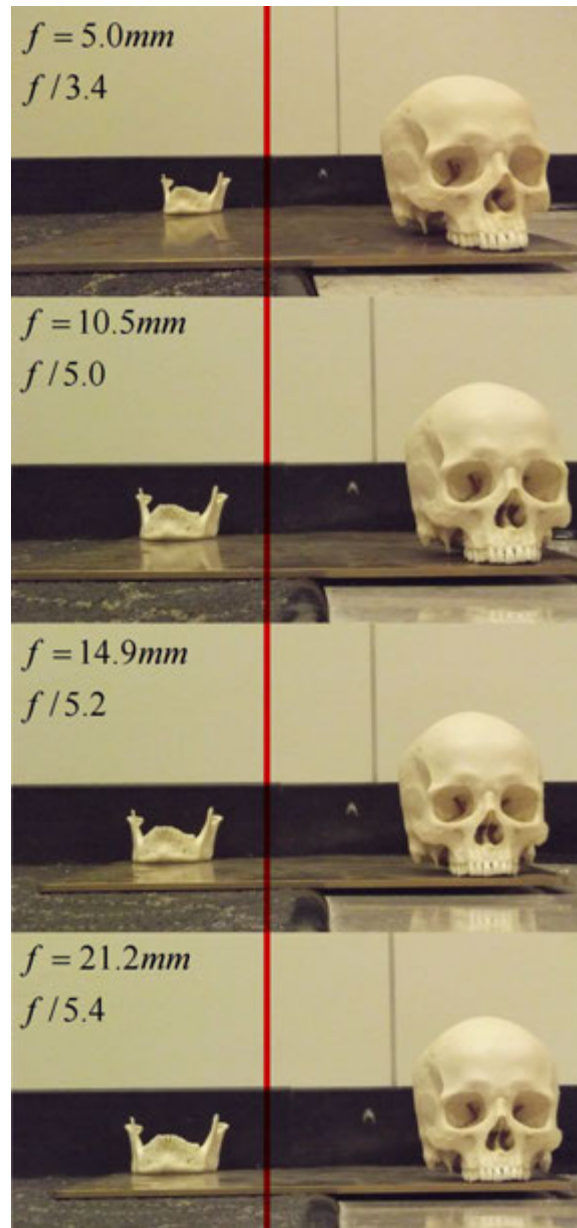 f = 5.0mm
f / 3.4
f = 10.5mm
f / 5.0
f = 14.9mm
f / 5.2
f = 21.2mm
f / 5.4